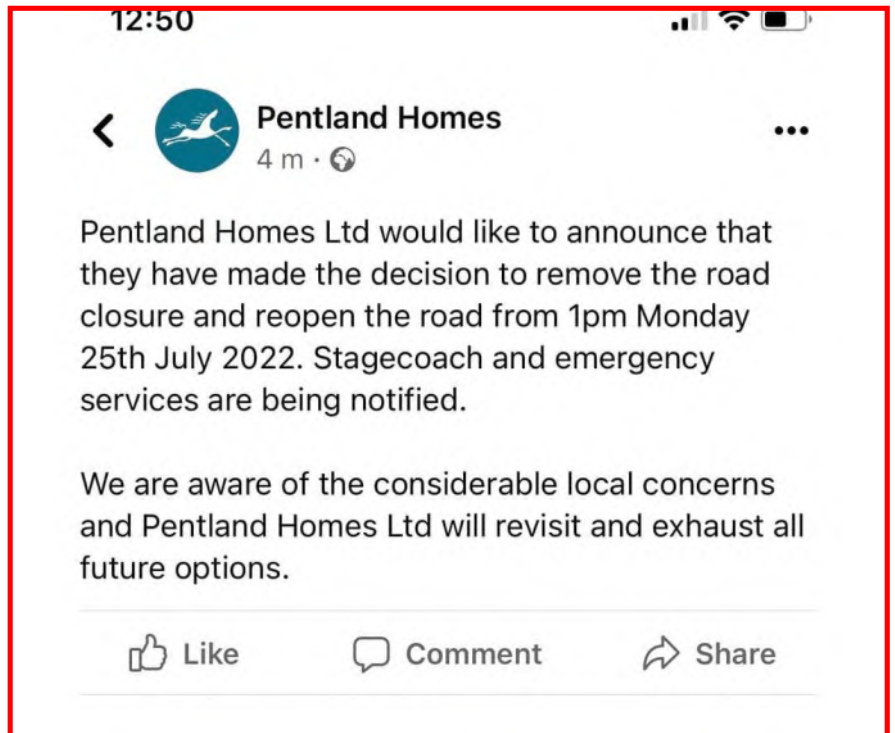 12:50
Pentland Homes
4 m ·
Pentland Homes Ltd would like to announce that
they have made the decision to remove the road
closure and reopen the road from 1pm Monday
25th July 2022. Stagecoach and emergency
services are being notified.
We are aware of the considerable local concerns
and Pentland Homes Ltd will revisit and exhaust all
future options.
Like Comment Share